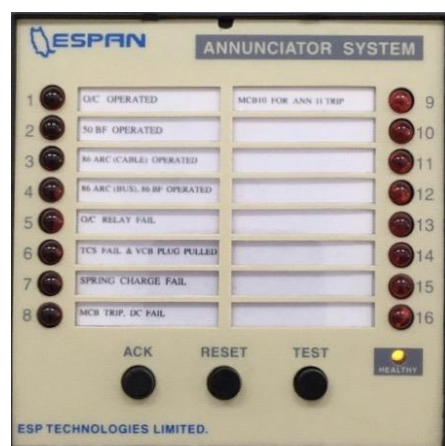 ESPAN
ANNUNCIATOR SYSTEM
1 O/C OPERATED MCB10 FOR ANN 11 TRIP 9
2 50 BF OPERATED 10
3 86 ARC (CABLE) OPERATED 11
4 86 ARC (BUS), 86 BF OPERATED 12
5 O/C RELAY FAIL 13
6 TCS FAIL & VCB PLUG PULLED 14
7 SPRING CHARGE FAIL 15
8 MCB TRIP, DC FAIL 16
ACK RESET TEST
HEALTHY
ESP TECHNOLOGIES LIMITED.